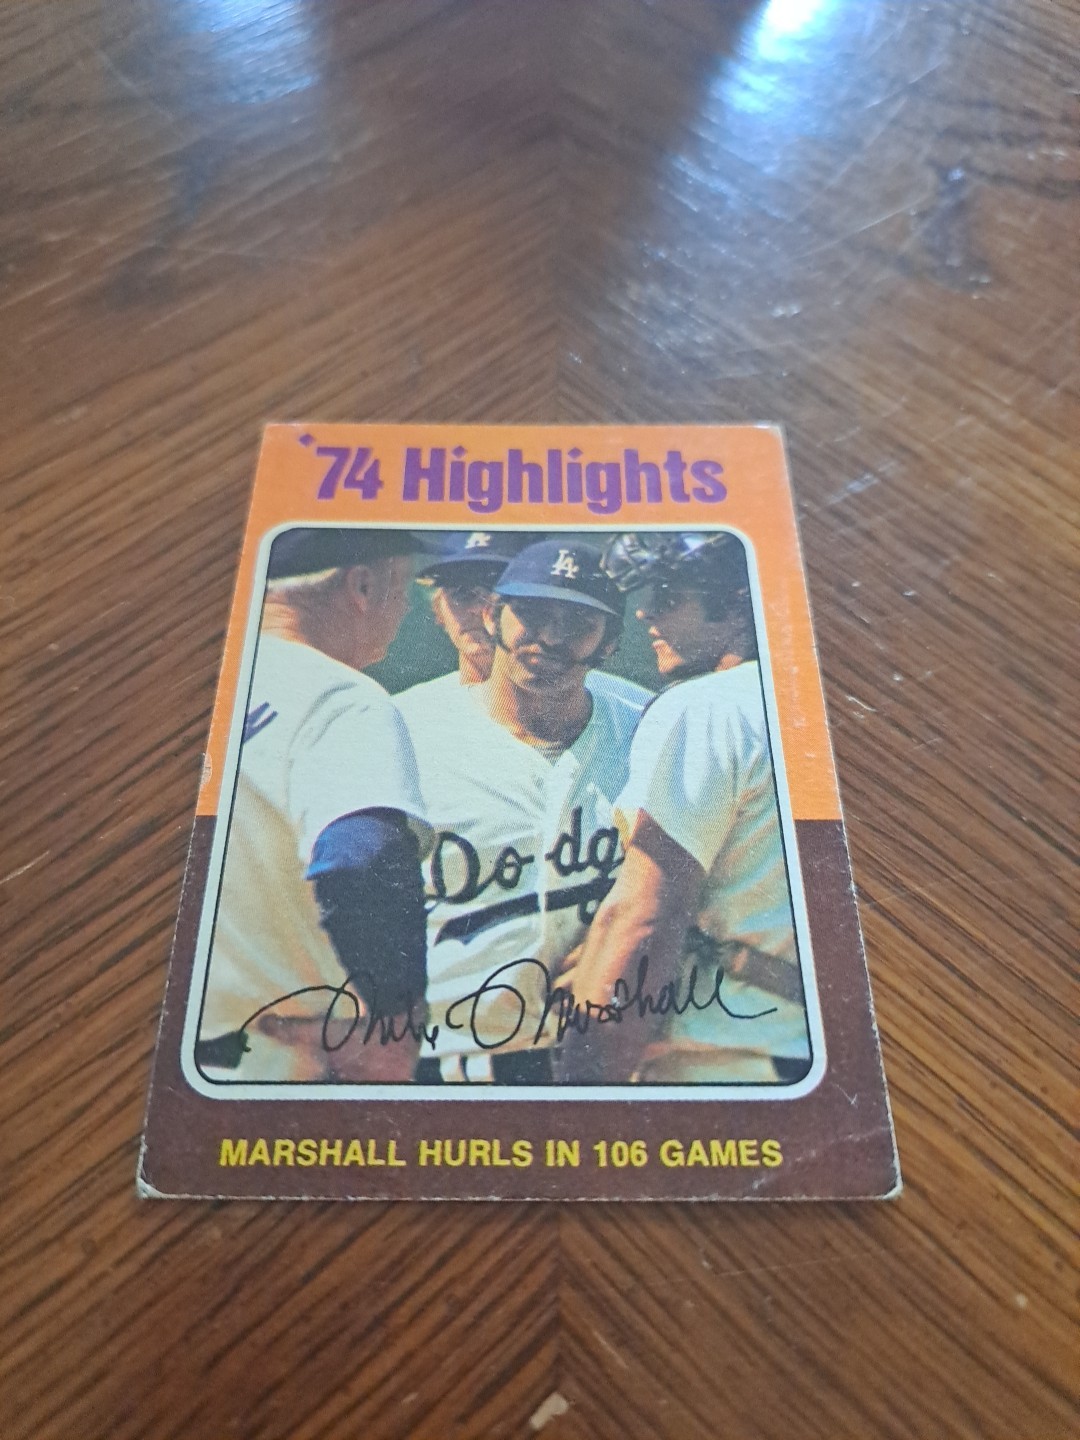 '74 Highlights
LA
Dodg
Mike Marshall
MARSHALL HURLS IN 106 GAMES